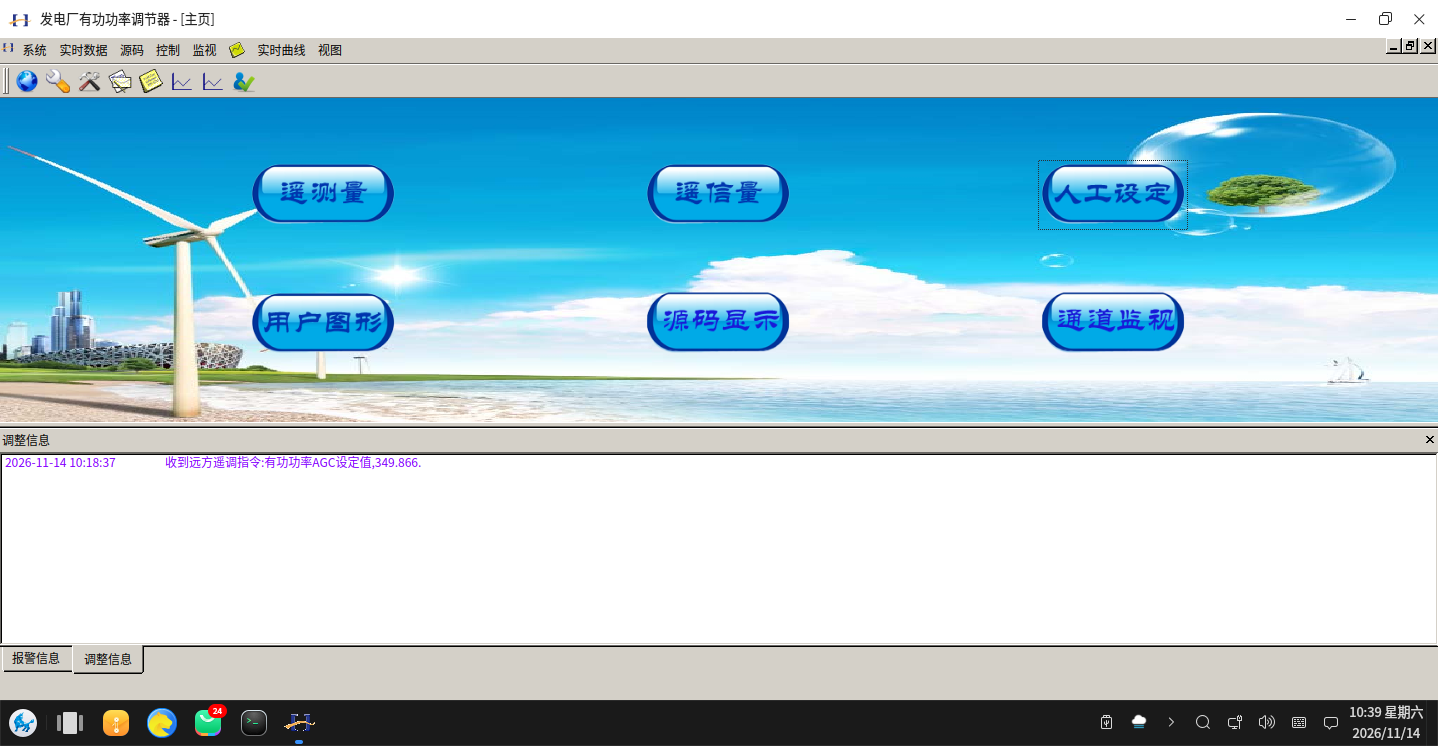 发电厂有功功率调节器 - [主页]
系统 实时数据 源码 控制 监视 实时曲线 视图
遥测量 遥信量 人工设定
用户图形 源码显示 通道监视
调整信息
2026-11-14 10:18:37 收到远方遥调指令:有功功率AGC设定值,349.866.
报警信息 调整信息
24
10:39 星期六
2026/11/14